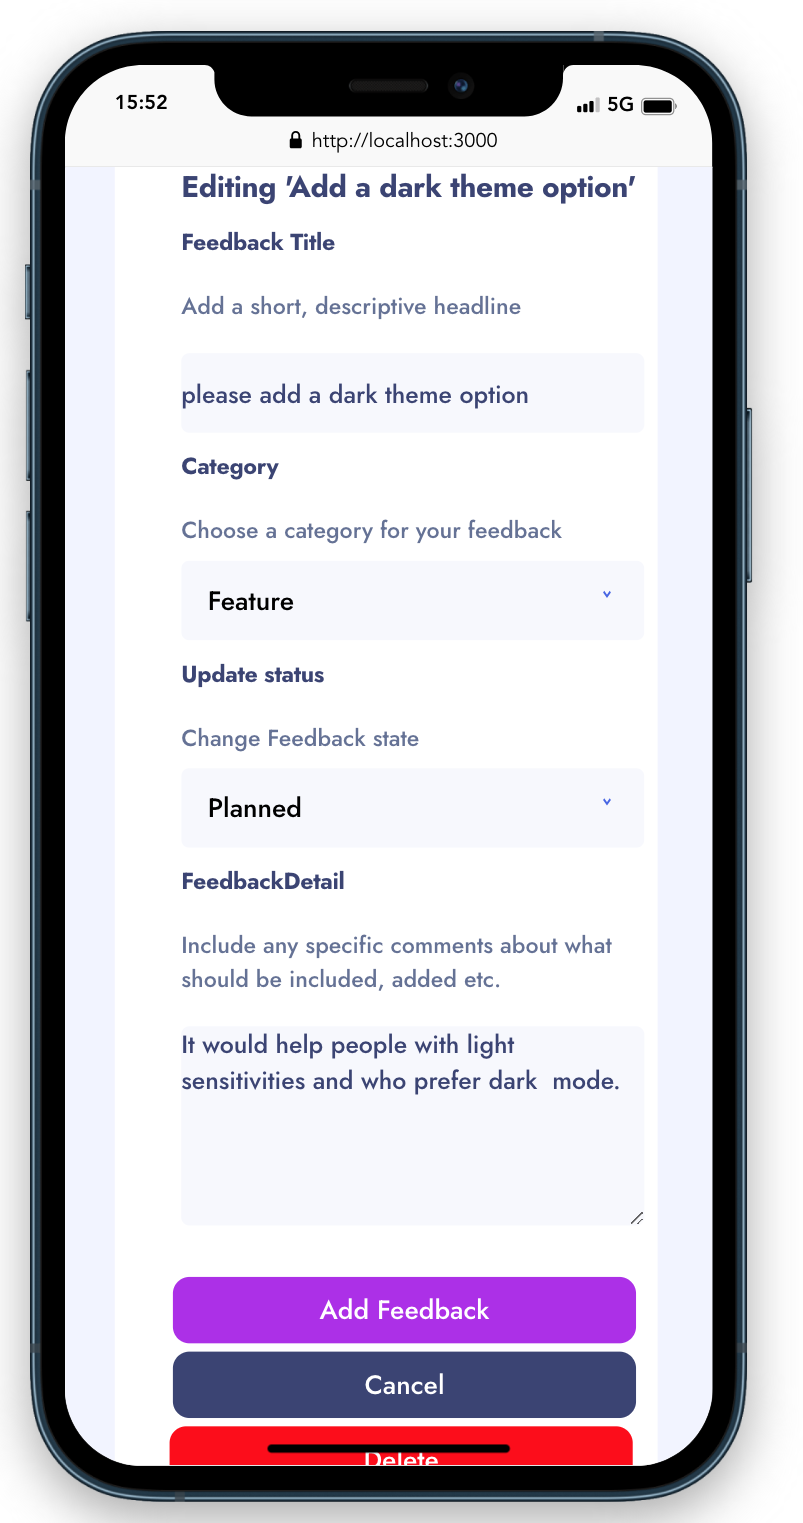 15:52
5G
http://localhost:3000
Editing 'Add a dark theme option'
Feedback Title
Add a short, descriptive headline
please add a dark theme option
Category
Choose a category for your feedback
Feature
Update status
Change Feedback state
Planned
FeedbackDetail
Include any specific comments about what
should be included, added etc.
It would help people with light
sensitivities and who prefer dark  mode.
Add Feedback
Cancel
Delete